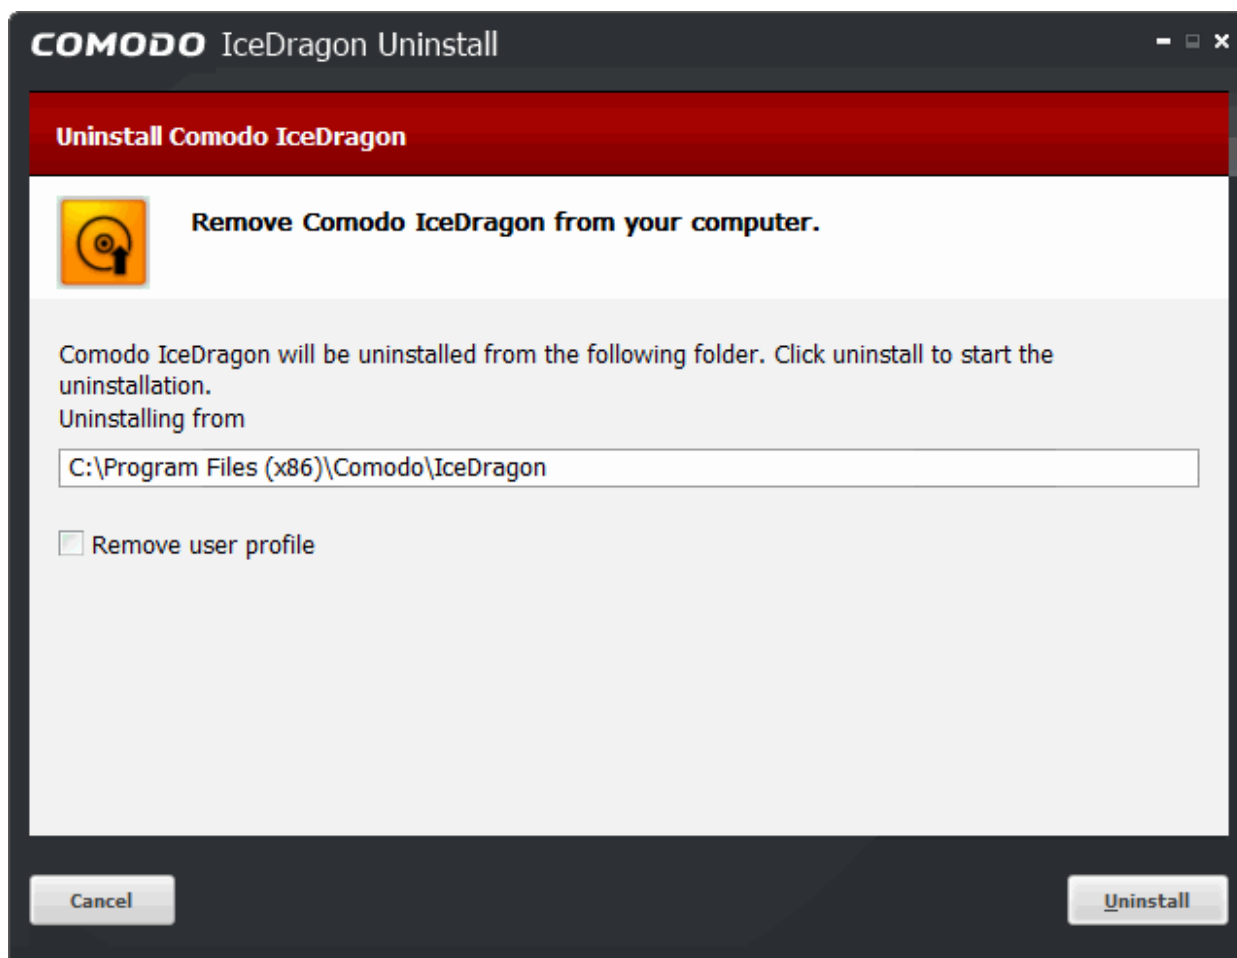 COMODO IceDragon Uninstall
Uninstall Comodo IceDragon
Remove Comodo IceDragon from your computer.
Comodo IceDragon will be uninstalled from the following folder. Click uninstall to start the
uninstallation.
Uninstalling from
C:\Program Files (x86)\Comodo\IceDragon
Remove user profile
Cancel
Uninstall